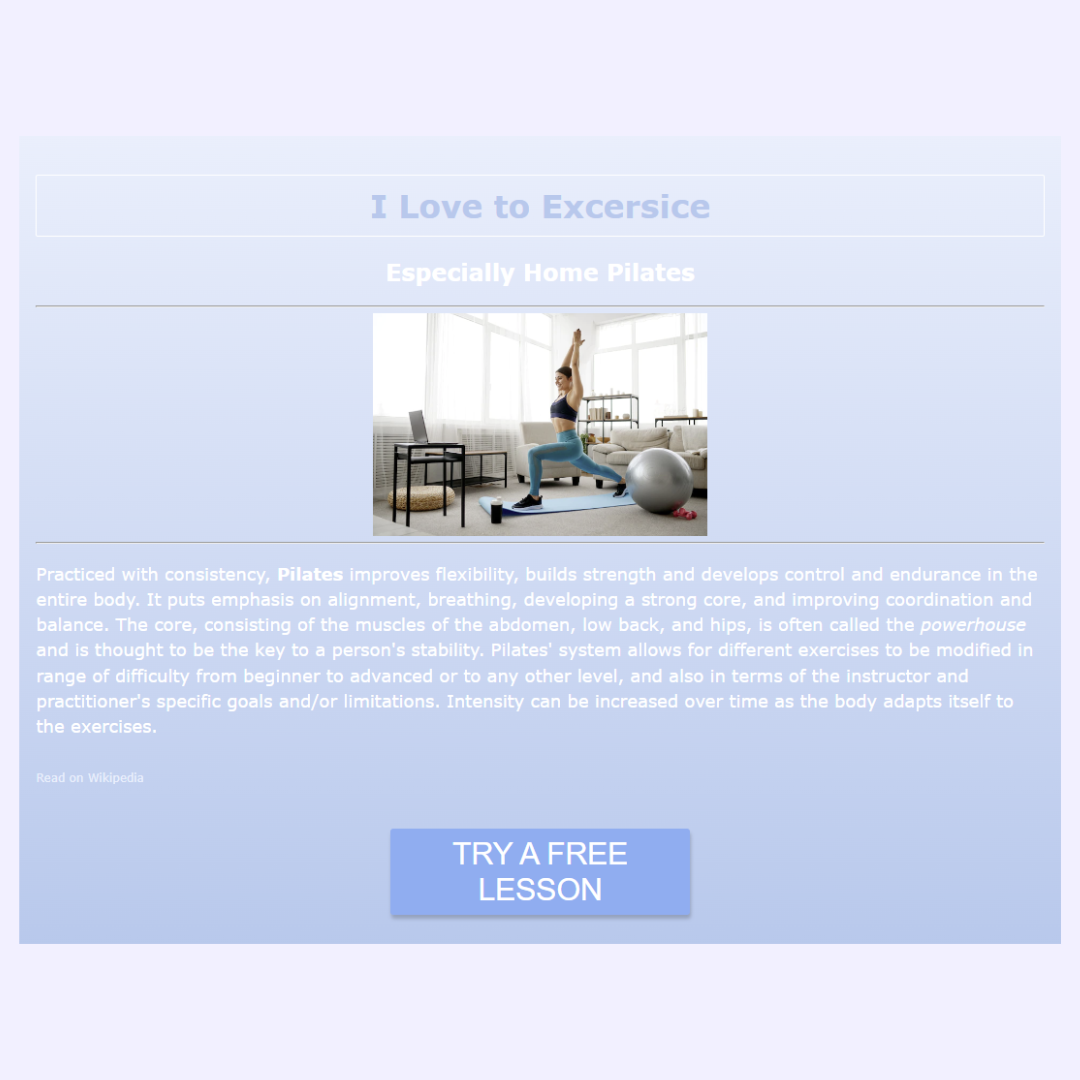 I Love to Excersice
Especially Home Pilates
Practiced with consistency, Pilates improves flexibility, builds strength and develops control and endurance in the
entire body. It puts emphasis on alignment, breathing, developing a strong core, and improving coordination and
balance. The core, consisting of the muscles of the abdomen, low back, and hips, is often called the powerhouse
and is thought to be the key to a person's stability. Pilates' system allows for different exercises to be modified in
range of difficulty from beginner to advanced or to any other level, and also in terms of the instructor and
practitioner's specific goals and/or limitations. Intensity can be increased over time as the body adapts itself to
the exercises.
Read on Wikipedia
TRY A FREE
LESSON